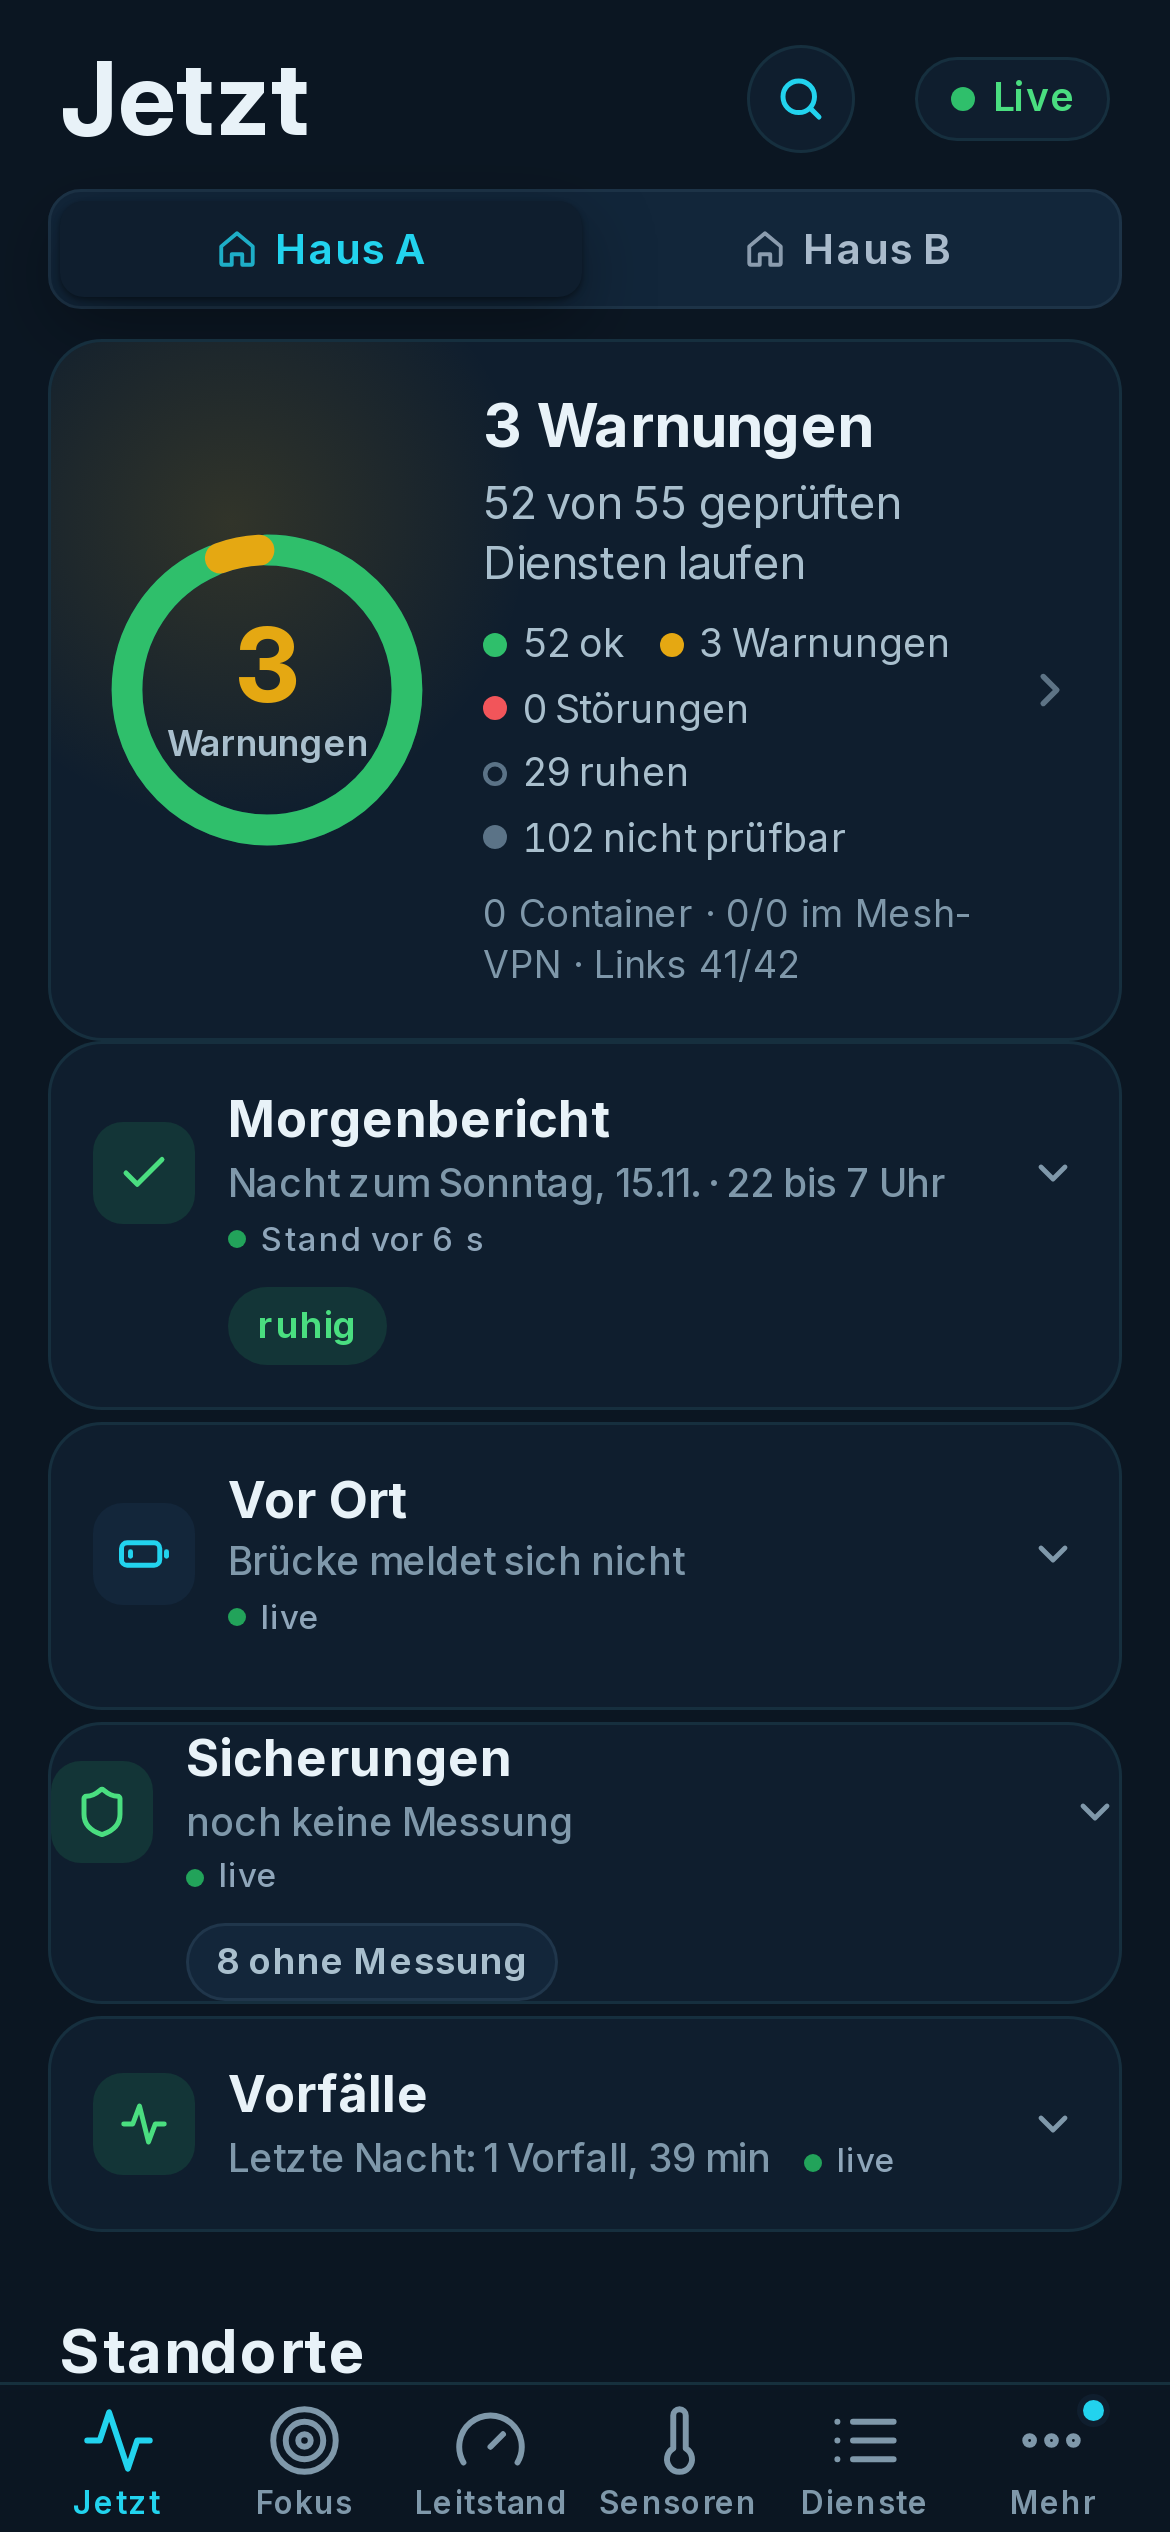 Jetzt
Live
Haus A
Haus B
3 Warnungen
52 von 55 geprüften
Diensten laufen
3
Warnungen
52 ok
3 Warnungen
0 Störungen
29 ruhen
102 nicht prüfbar
0 Container · 0/0 im Mesh-
VPN · Links 41/42
Morgenbericht
Nacht zum Sonntag, 15.11. · 22 bis 7 Uhr
Stand vor 6 s
ruhig
Vor Ort
Brücke meldet sich nicht
live
Sicherungen
noch keine Messung
live
8 ohne Messung
Vorfälle
Letzte Nacht: 1 Vorfall, 39 min
live
Standorte
Jetzt
Fokus
Leitstand
Sensoren
Dienste
Mehr